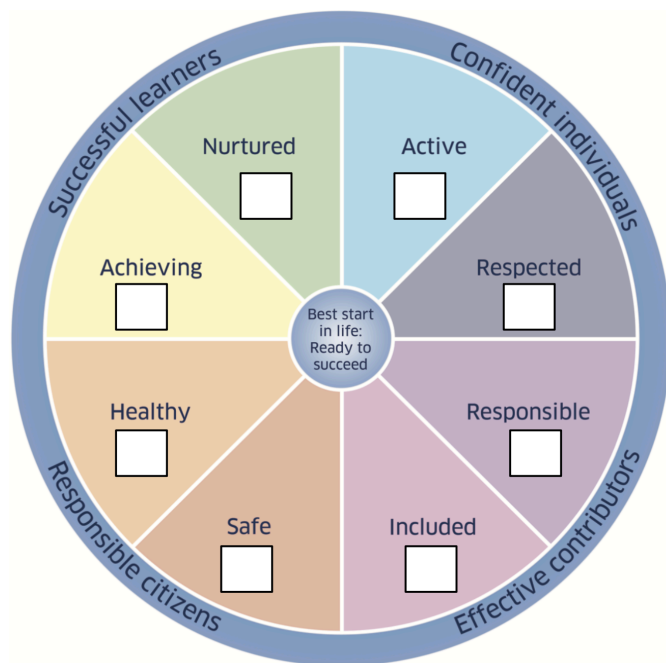 Successful learners
Confident individuals
Nurtured
Active
Achieving
Respected
Best start
in life:
Ready to
succeed
Healthy
Responsible
Safe
Included
Responsible citizens
Effective contributors